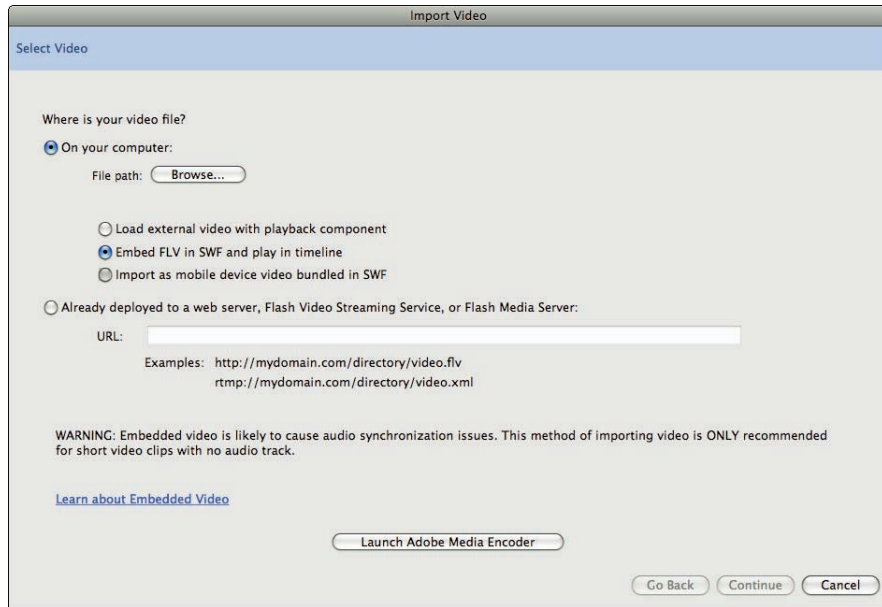 Import Video
Select Video
Where is your video file?
On your computer:
File path: Browse...
Load external video with playback component
Embed FLV in SWF and play in timeline
Import as mobile device video bundled in SWF
Already deployed to a web server, Flash Video Streaming Service, or Flash Media Server:
URL:
Examples: http://mydomain.com/directory/video.flv
rtmp://mydomain.com/directory/video.xml
WARNING: Embedded video is likely to cause audio synchronization issues. This method of importing video is ONLY recommended
for short video clips with no audio track.
Learn about Embedded Video
Launch Adobe Media Encoder
Go Back Continue Cancel